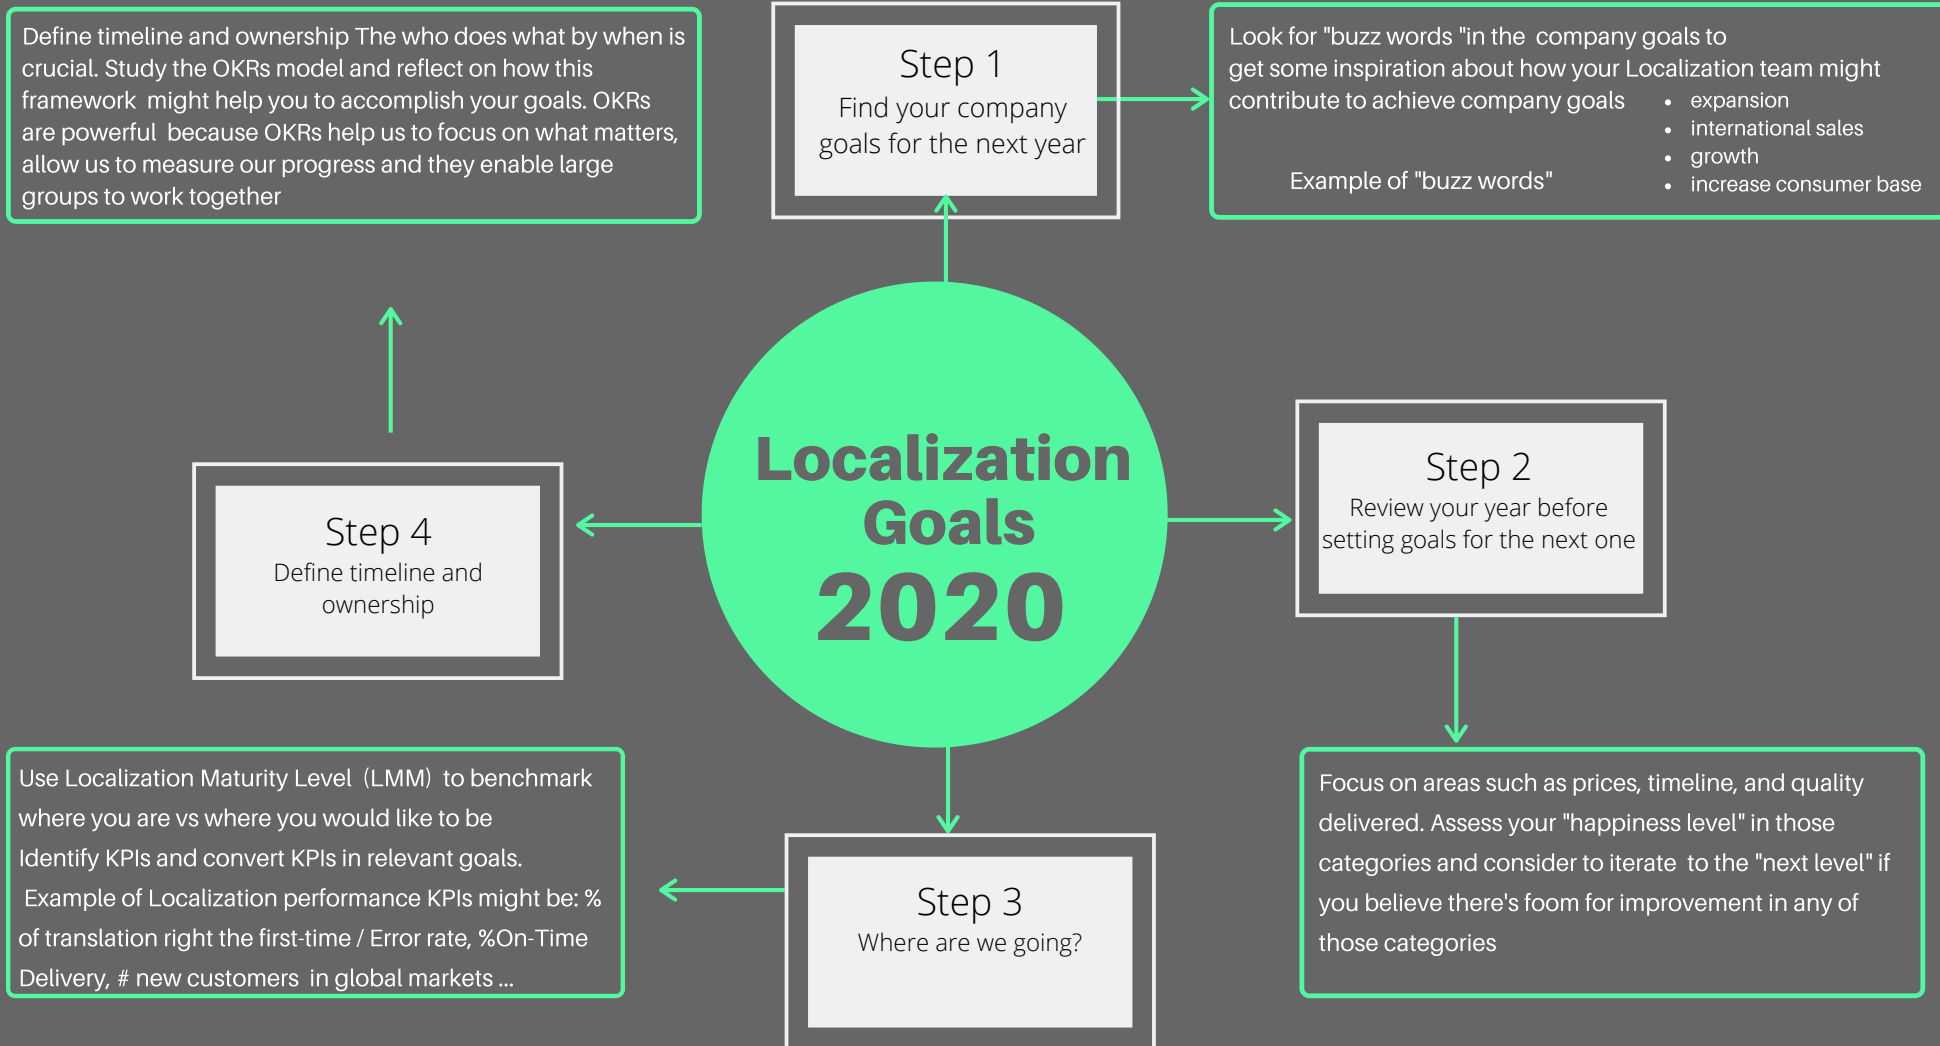 Define timeline and ownership The who does what by when is
crucial. Study the OKRs model and reflect on how this
framework might help you to accomplish your goals. OKRs
are powerful because OKRs help us to focus on what matters,
allow us to measure our progress and they enable large
groups to work together
Step 1
Find your company
goals for the next year
Look for "buzz words "in the company goals to
get some inspiration about how your Localization team might
contribute to achieve company goals
Example of "buzz words"
• expansion
• international sales
• growth
• increase consumer base
Localization
Goals
2020
Step 2
Review your year before
setting goals for the next one
Step 4
Define timeline and
ownership
Use Localization Maturity Level (LMM) to benchmark
where you are vs where you would like to be
Identify KPIs and convert KPIs in relevant goals.
Example of Localization performance KPIs might be: %
of translation right the first-time / Error rate, %On-Time
Delivery, # new customers in global markets ...
Step 3
Where are we going?
Focus on areas such as prices, timeline, and quality
delivered. Assess your "happiness level" in those
categories and consider to iterate to the "next level" if
you believe there's foom for improvement in any of
those categories